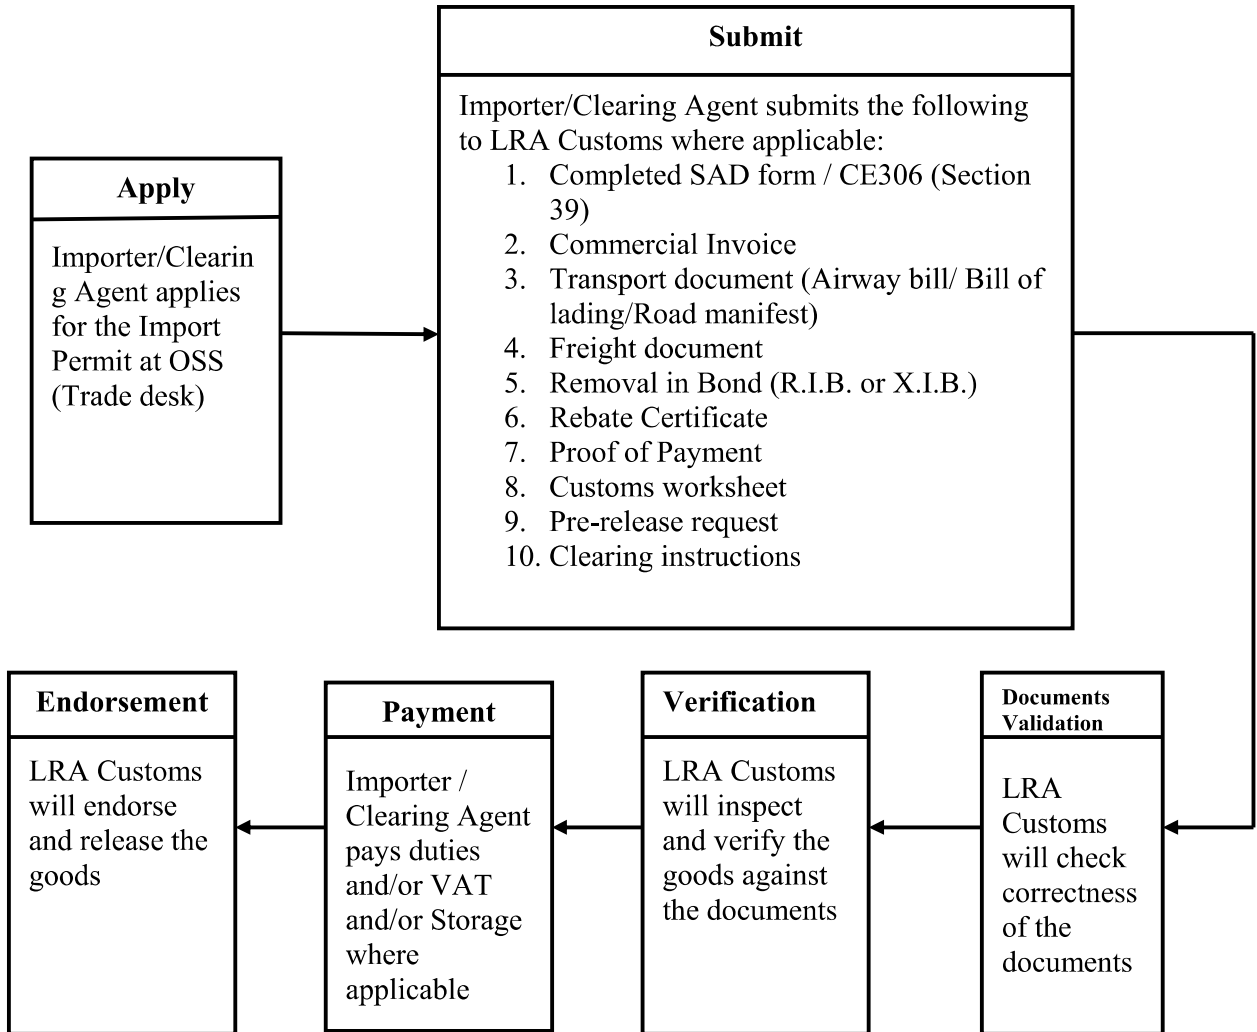 Apply
Importer/Clearin
g Agent applies
for the Import
Permit at OSS
(Trade desk)
Submit
Importer/Clearing Agent submits the following
to LRA Customs where applicable:
1. Completed SAD form / CE306 (Section
39)
2. Commercial Invoice
3. Transport document (Airway bill/ Bill of
lading/Road manifest)
4. Freight document
5. Removal in Bond (R.I.B. or X.I.B.)
6. Rebate Certificate
7. Proof of Payment
8. Customs worksheet
9. Pre-release request
10. Clearing instructions
Documents
Validation
LRA
Customs
will check
correctness
of the
documents
Verification
LRA Customs
will inspect
and verify the
goods against
the documents
Payment
Importer /
Clearing Agent
pays duties
and/or VAT
and/or Storage
where
applicable
Endorsement
LRA Customs
will endorse
and release the
goods